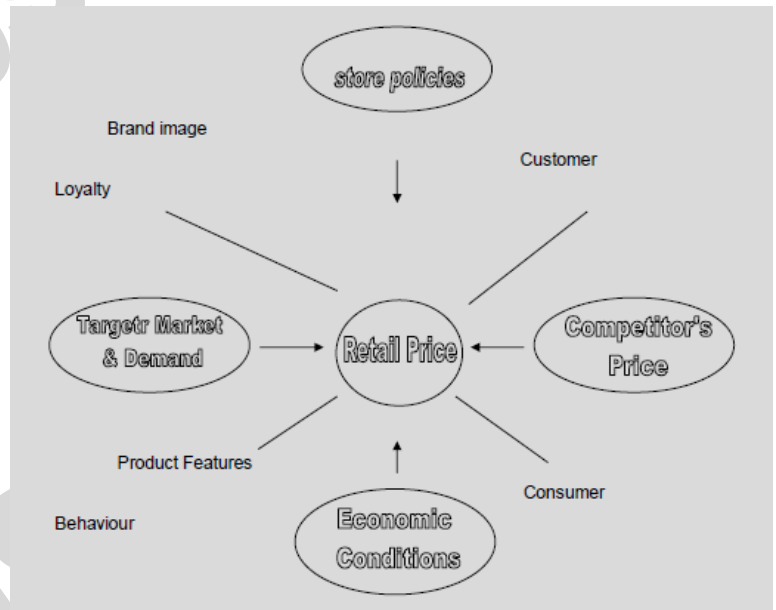 store policies
Brand image
Customer
Loyalty
Targetr Market
& Demand
Retail Price
Competitor's
Price
Product Features
Consumer
Behaviour
Economic
Conditions